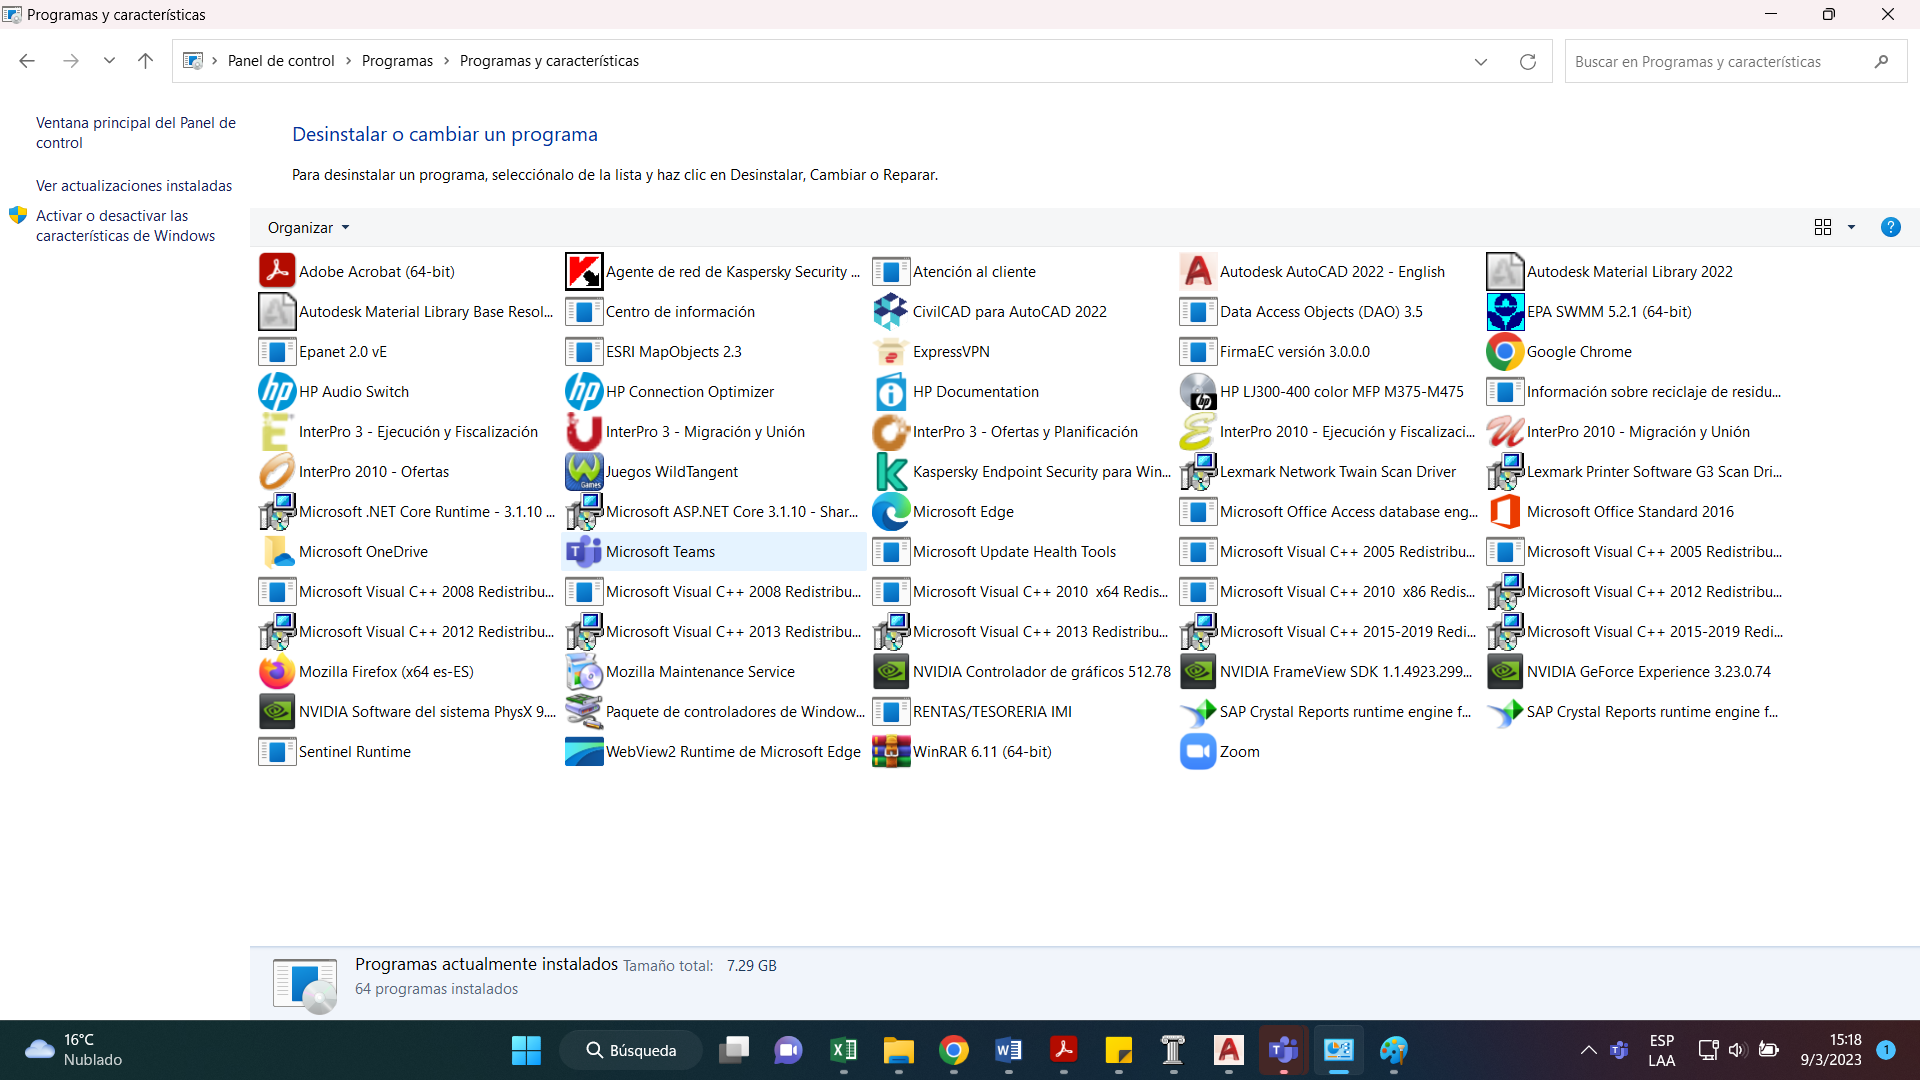 Programas y características
Panel de control > Programas > Programas y características
Buscar en Programas y características
Ventana principal del Panel de
control
Ver actualizaciones instaladas
Activar o desactivar las
características de Windows
Desinstalar o cambiar un programa
Para desinstalar un programa, selecciónalo de la lista y haz clic en Desinstalar, Cambiar o Reparar.
Organizar
Adobe Acrobat (64-bit)
Agente de red de Kaspersky Security ...
Atención al cliente
Autodesk AutoCAD 2022 - English
Autodesk Material Library 2022
Autodesk Material Library Base Resol...
Centro de información
CivilCAD para AutoCAD 2022
Data Access Objects (DAO) 3.5
EPA SWMM 5.2.1 (64-bit)
Epanet 2.0 vE
ESRI MapObjects 2.3
ExpressVPN
FirmaEC versión 3.0.0.0
Google Chrome
HP Audio Switch
HP Connection Optimizer
HP Documentation
HP LJ300-400 color MFP M375-M475
Información sobre reciclaje de residu...
InterPro 3 - Ejecución y Fiscalización
InterPro 3 - Migración y Unión
InterPro 3 - Ofertas y Planificación
InterPro 2010 - Ejecución y Fiscalizaci...
InterPro 2010 - Migración y Unión
InterPro 2010 - Ofertas
Juegos WildTangent
Kaspersky Endpoint Security para Win...
Lexmark Network Twain Scan Driver
Lexmark Printer Software G3 Scan Dri...
Microsoft .NET Core Runtime - 3.1.10 ...
Microsoft ASP.NET Core 3.1.10 - Shar...
Microsoft Edge
Microsoft Office Access database eng...
Microsoft Office Standard 2016
Microsoft OneDrive
Microsoft Teams
Microsoft Update Health Tools
Microsoft Visual C++ 2005 Redistribu...
Microsoft Visual C++ 2005 Redistribu...
Microsoft Visual C++ 2008 Redistribu...
Microsoft Visual C++ 2008 Redistribu...
Microsoft Visual C++ 2010  x64 Redis...
Microsoft Visual C++ 2010  x86 Redis...
Microsoft Visual C++ 2012 Redistribu...
Microsoft Visual C++ 2012 Redistribu...
Microsoft Visual C++ 2013 Redistribu...
Microsoft Visual C++ 2013 Redistribu...
Microsoft Visual C++ 2015-2019 Redi...
Microsoft Visual C++ 2015-2019 Redi...
Mozilla Firefox (x64 es-ES)
Mozilla Maintenance Service
NVIDIA Controlador de gráficos 512.78
NVIDIA FrameView SDK 1.1.4923.299...
NVIDIA GeForce Experience 3.23.0.74
NVIDIA Software del sistema PhysX 9....
Paquete de controladores de Window...
RENTAS/TESORERIA IMI
SAP Crystal Reports runtime engine f...
SAP Crystal Reports runtime engine f...
Sentinel Runtime
WebView2 Runtime de Microsoft Edge
WinRAR 6.11 (64-bit)
Zoom
Programas actualmente instalados Tamaño total: 7.29 GB
64 programas instalados
16°C
Nublado
Búsqueda
ESP
LAA
15:18
9/3/2023
1